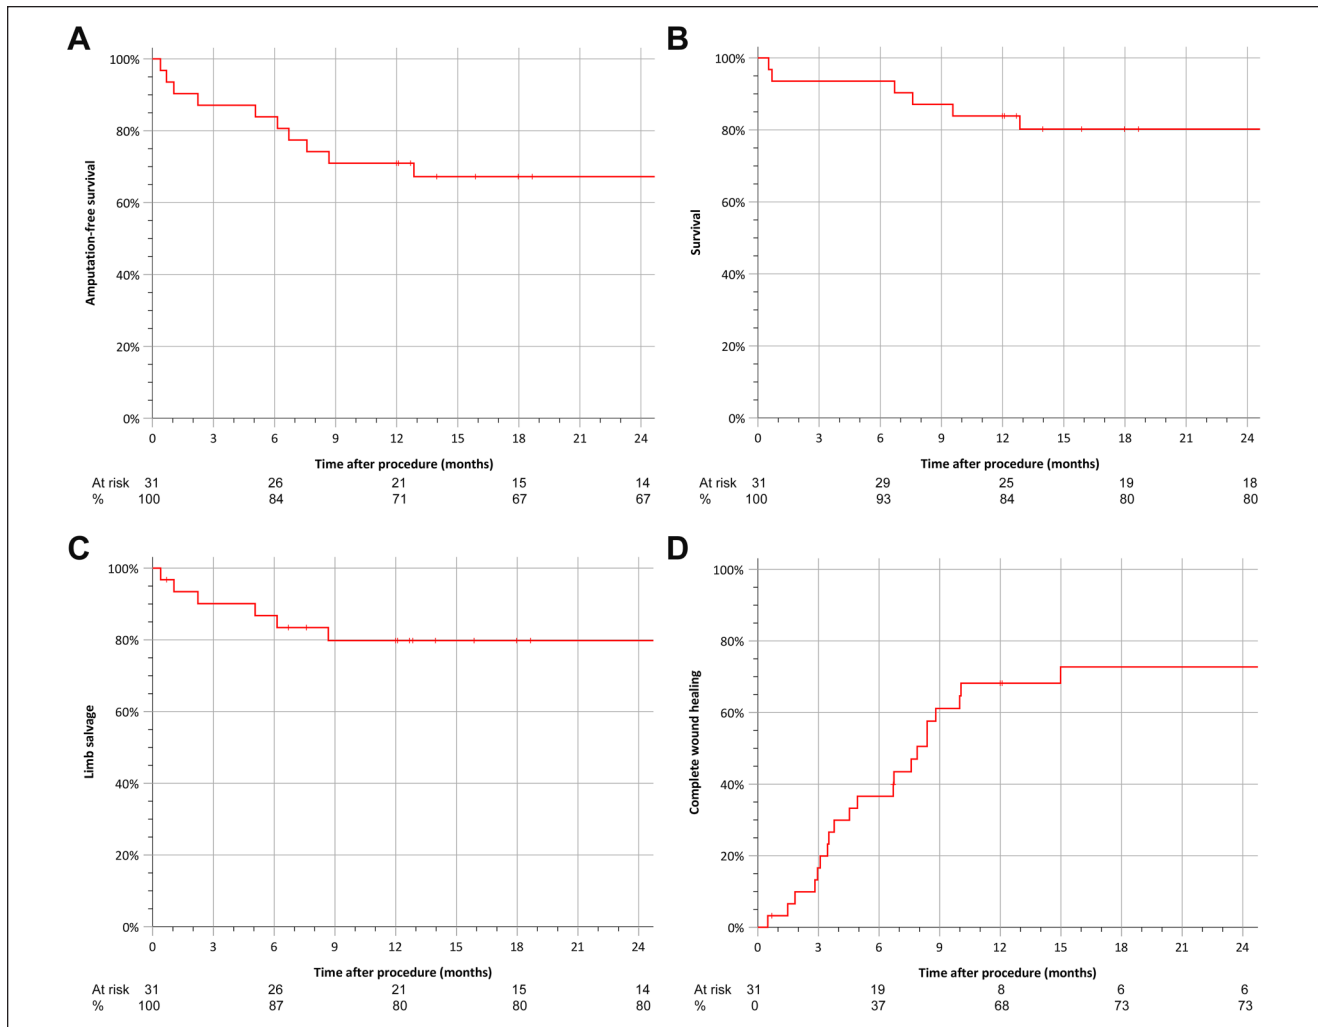 A
100%
80%
60%
40%
20%
0%
Amputation-free survival
0 3 6 9 12 15 18 21 24
Time after procedure (months)
At risk 31 26 21 15 14
% 100 84 71 67 67
B
100%
80%
60%
40%
20%
0%
Survival
0 3 6 9 12 15 18 21 24
Time after procedure (months)
At risk 31 29 25 19 18
% 100 93 84 80 80
C
100%
80%
60%
40%
20%
0%
Limb salvage
0 3 6 9 12 15 18 21 24
Time after procedure (months)
At risk 31 26 21 15 14
% 100 87 80 80 80
D
100%
80%
60%
40%
20%
0%
Complete wound healing
0 3 6 9 12 15 18 21 24
Time after procedure (months)
At risk 31 19 8 6 6
% 0 37 68 73 73